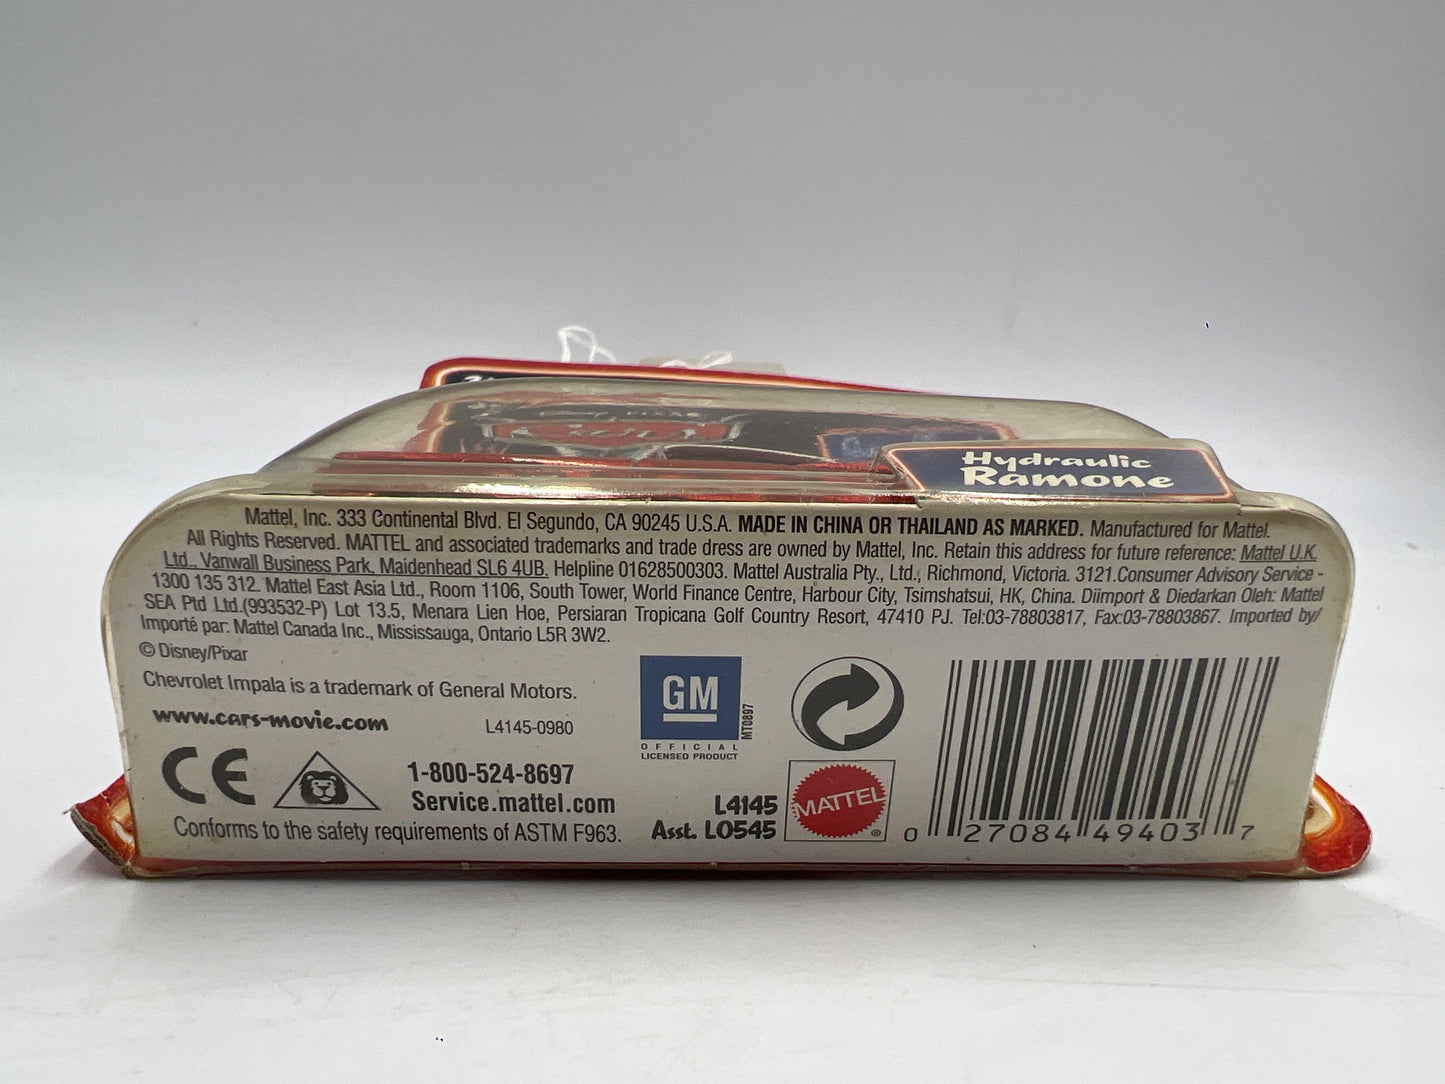 Hydraulic
Ramone
Mattel, Inc. 333 Continental Blvd. El Segundo, CA 90245 U.S.A. MADE IN CHINA OR THAILAND AS MARKED. Manufactured for Mattel.
All Rights Reserved. MATTEL and associated trademarks and trade dress are owned by Mattel, Inc. Retain this address for future reference: Mattel U.K.
Ltd., Vanwall Business Park, Maidenhead SL6 4UB. Helpline 01628500303. Mattel Australia Pty., Ltd., Richmond, Victoria. 3121.Consumer Advisory Service -
1300 135 312. Mattel East Asia Ltd., Room 1106, South Tower, World Finance Centre, Harbour City, Tsimshatsui, HK, China. Diimport & Diedarkan Oleh: Mattel
SEA Ptd Ltd.(993532-P) Lot 13.5, Menara Lien Hoe, Persiaran Tropicana Golf Country Resort, 47410 PJ. Tel:03-78803817, Fax:03-78803867. Imported by/
Importé par: Mattel Canada Inc., Mississauga, Ontario L5R 3W2.
© Disney/Pixar
Chevrolet Impala is a trademark of General Motors.
www.cars-movie.com
L4145-0980
CE
1-800-524-8697
Service.mattel.com
Conforms to the safety requirements of ASTM F963.
GM
MT0897
OFFICIAL
LICENSED PRODUCT
L4145
Asst. L0545
MATTEL
®
0 27084 49403 7